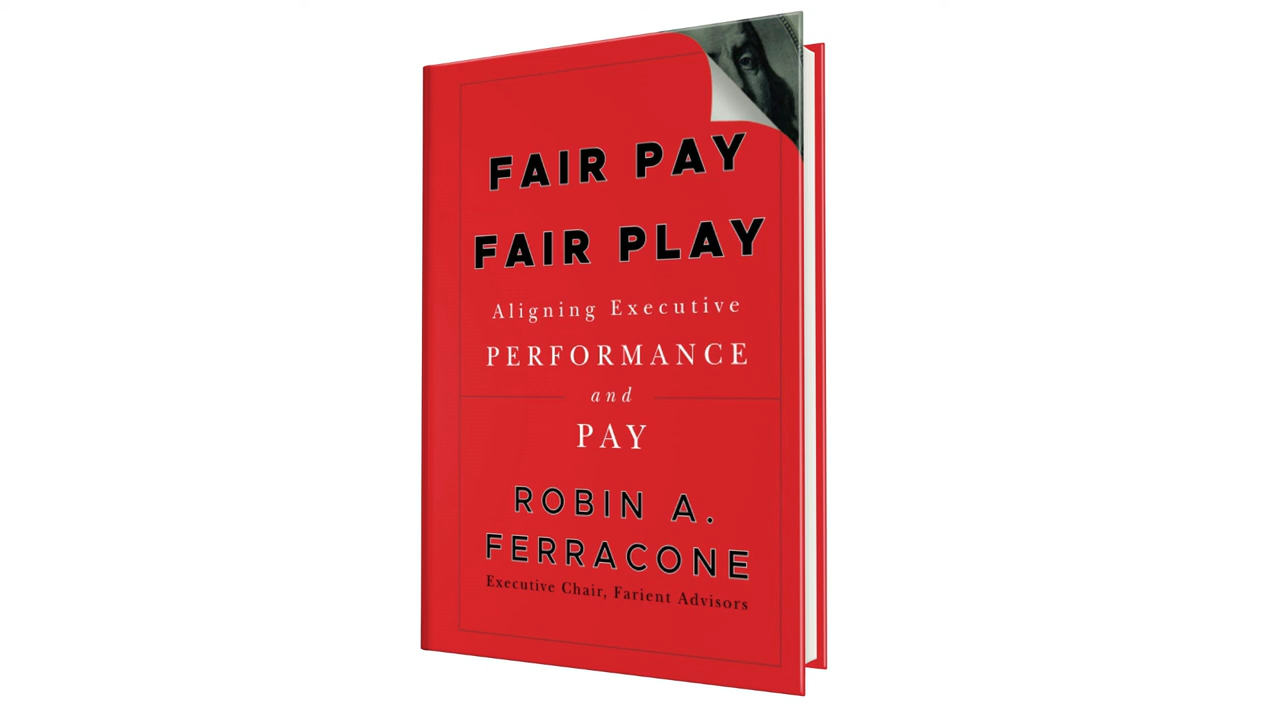 FAIR PAY
FAIR PLAY
Aligning Executive
PERFORMANCE
and
PAY
ROBIN A.
FERRACONE
Executive Chair, Farient Advisors